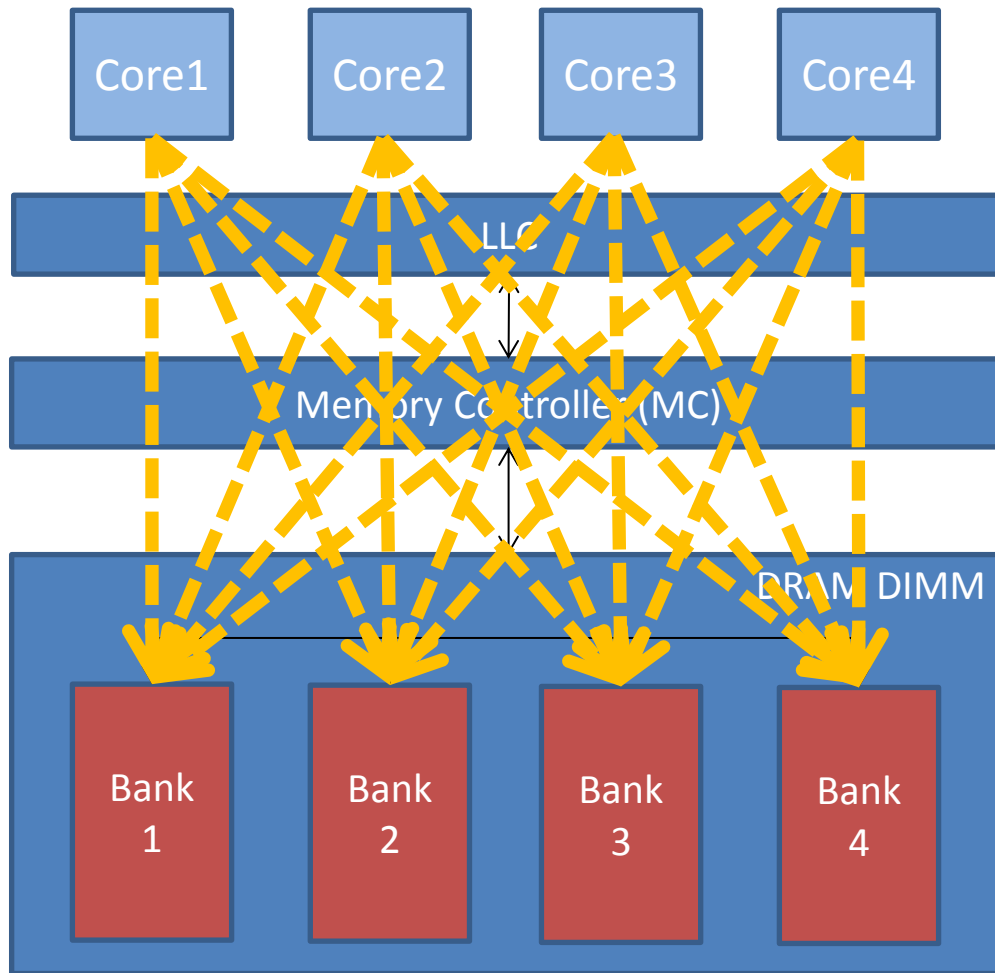 Core1
Core2
Core3
Core4
LLC
Memory Controller (MC)
DRAM DIMM
Bank
1
Bank
2
Bank
3
Bank
4